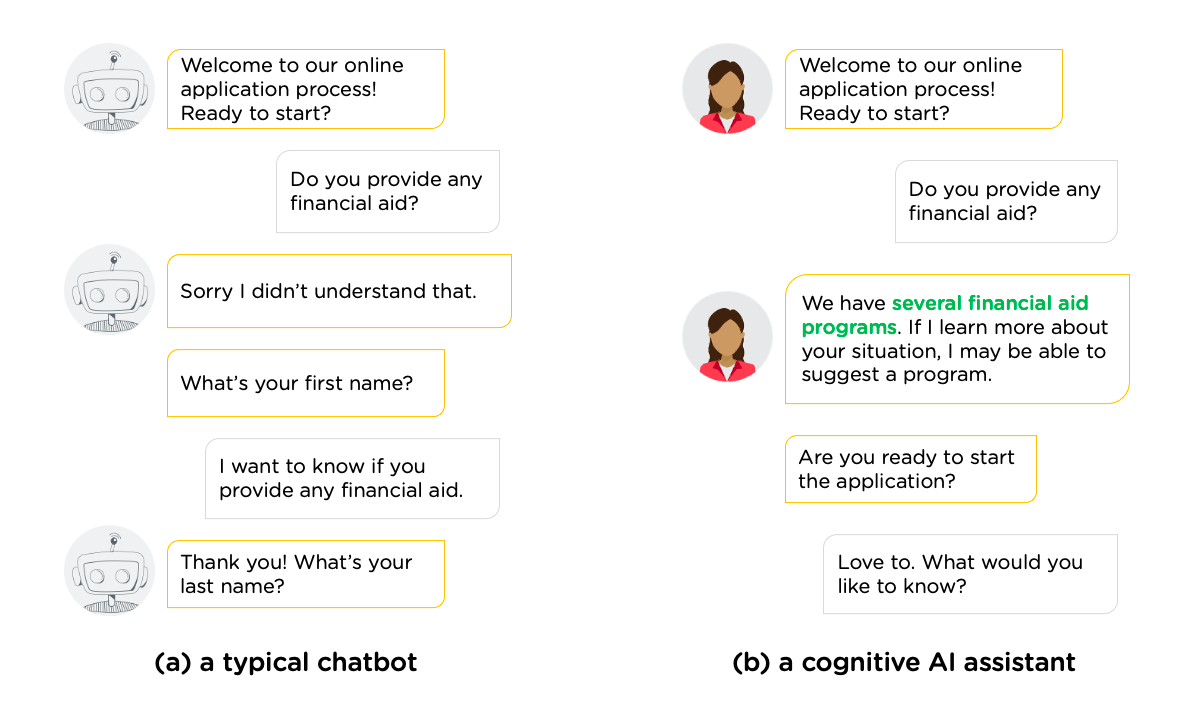 Welcome to our online
application process!
Ready to start?
Do you provide any
financial aid?
Sorry I didn’t understand that.
What’s your first name?
I want to know if you
provide any financial aid.
Thank you! What’s your
last name?
(a) a typical chatbot
Welcome to our online
application process!
Ready to start?
Do you provide any
financial aid?
We have several financial aid
programs. If I learn more about
your situation, I may be able to
suggest a program.
Are you ready to start
the application?
Love to. What would you
like to know?
(b) a cognitive AI assistant